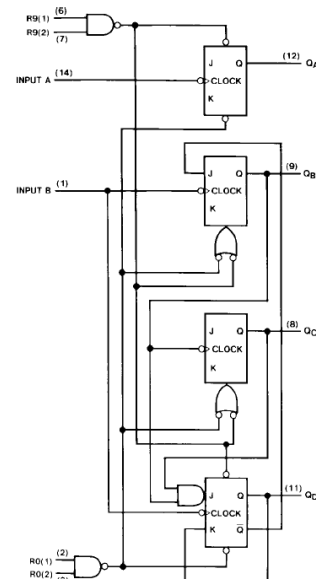 R9(1) (6)
R9(2) (7)
J Q (12) QA
INPUT A (14) CLOCK
K
J Q (9) QB
INPUT B (1) CLOCK
K
J Q (8) QC
CLOCK
K
J Q (11) QD
CLOCK
K Q̅
R0(1) (2)
R0(2)